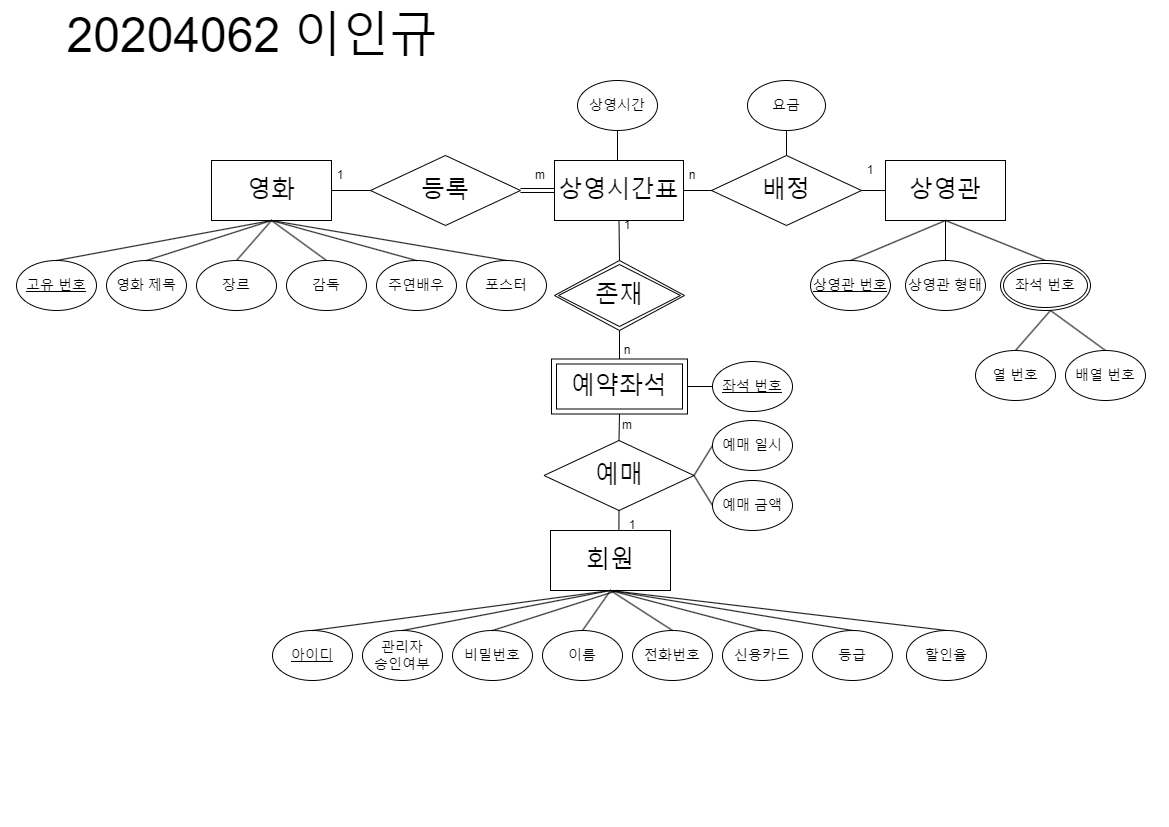 20204062 이인규
상영시간
요금
영화
1
등록
m
상영시간표
n
배정
1
상영관
1
고유 번호
영화 제목
장르
감독
주연배우
포스터
존재
상영관 번호
상영관 형태
좌석 번호
n
열 번호
배열 번호
예약좌석
좌석 번호
m
예매 일시
예매
예매 금액
1
회원
아이디
관리자
승인여부
비밀번호
이름
전화번호
신용카드
등급
할인율